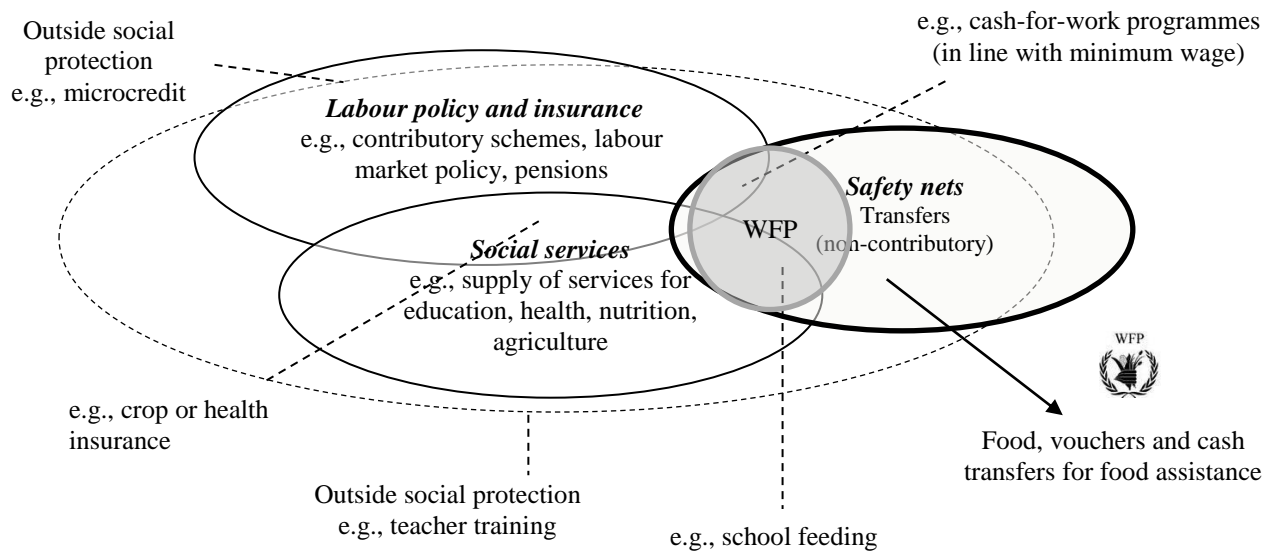 Outside social
protection
e.g., microcredit
e.g., cash-for-work programmes
(in line with minimum wage)
Labour policy and insurance
e.g., contributory schemes, labour
market policy, pensions
Safety nets
Transfers
(non-contributory)
WFP
Social services
e.g., supply of services for
education, health, nutrition,
agriculture
WFP
e.g., crop or health
insurance
Food, vouchers and cash
transfers for food assistance
Outside social protection
e.g., teacher training
e.g., school feeding